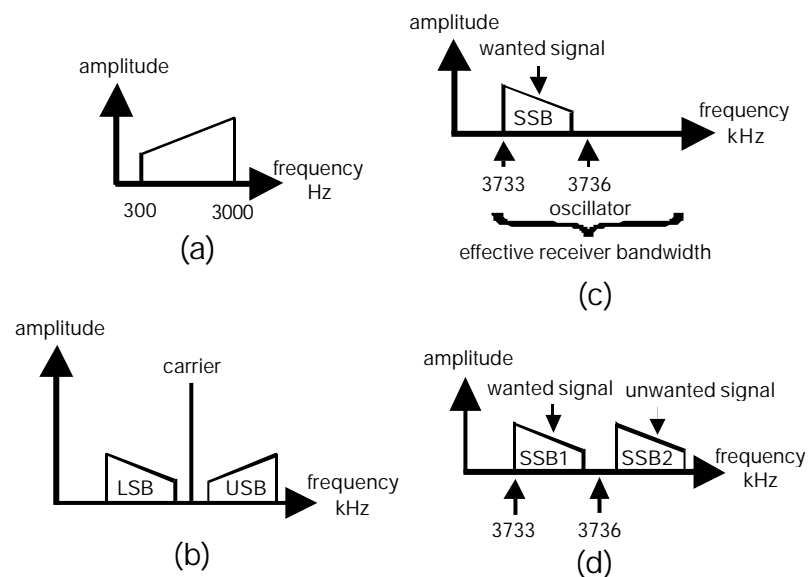 amplitude
frequency
Hz
300
3000
(a)
amplitude
carrier
LSB
USB
frequency
kHz
(b)
wanted signal
amplitude
SSB
frequency
kHz
3733
3736
oscillator
effective receiver bandwidth
(c)
amplitude
wanted signal
unwanted signal
SSB1
SSB2
frequency
kHz
3733
3736
(d)